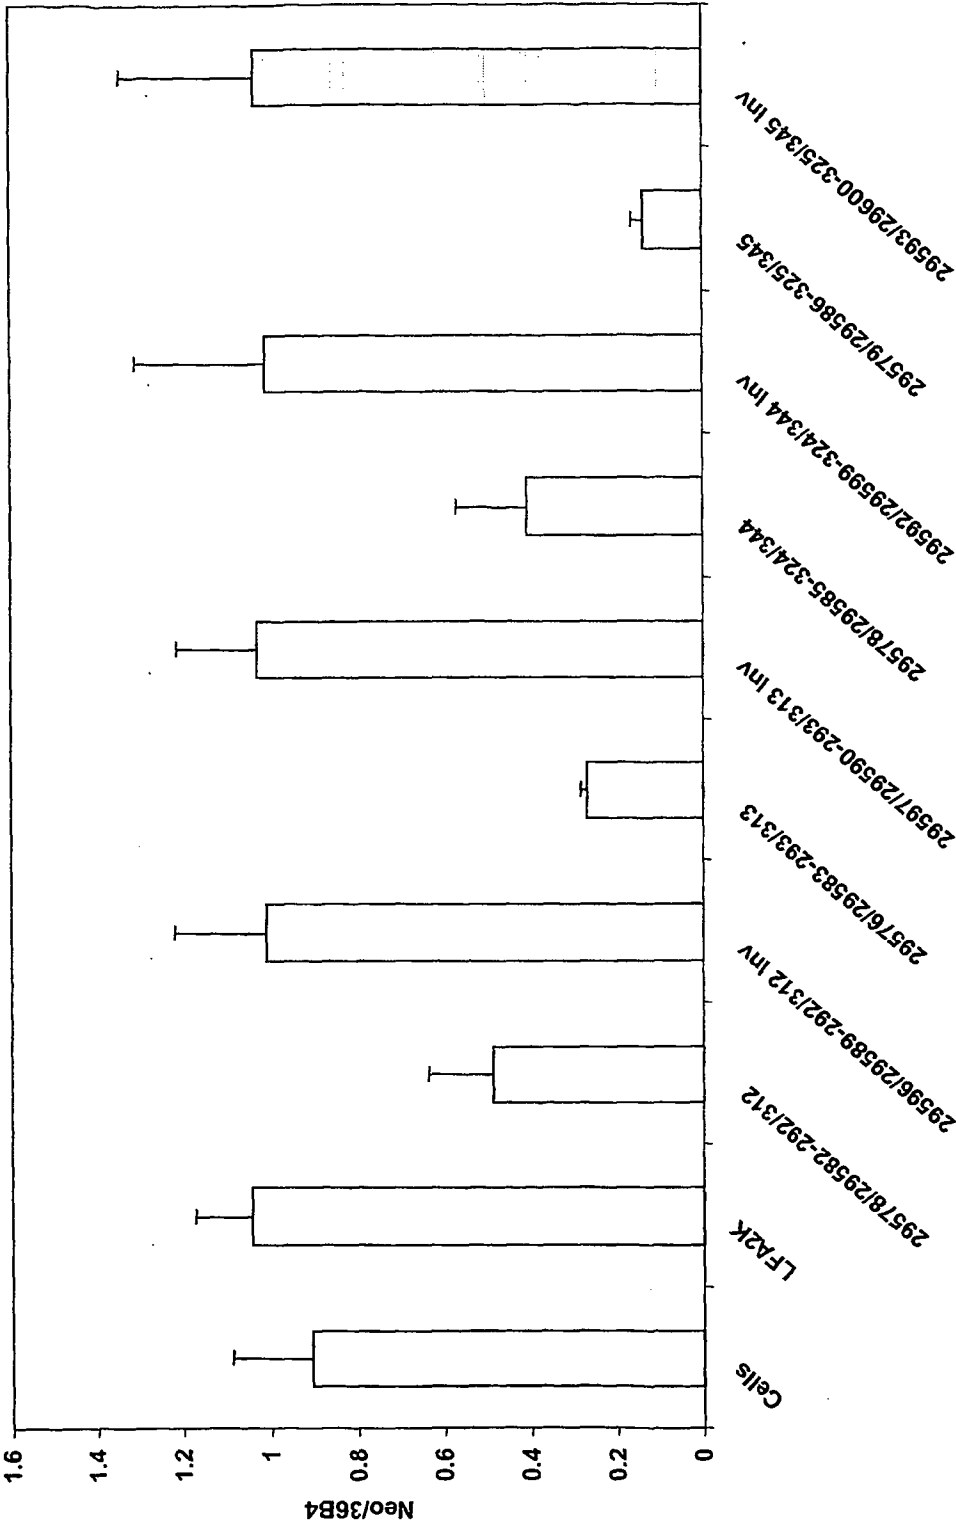 Neo/36B4
1.6
1.4
1.2
1
0.8
0.6
0.4
0.2
0
Cells
LFA2K
29578/29582-292/312
29596/29589-292/312 Inv
29576/29583-293/313
29597/29590-293/313 Inv
29578/29585-324/344
29592/29599-324/344 Inv
29579/29586-325/345
29593/29600-325/345 Inv